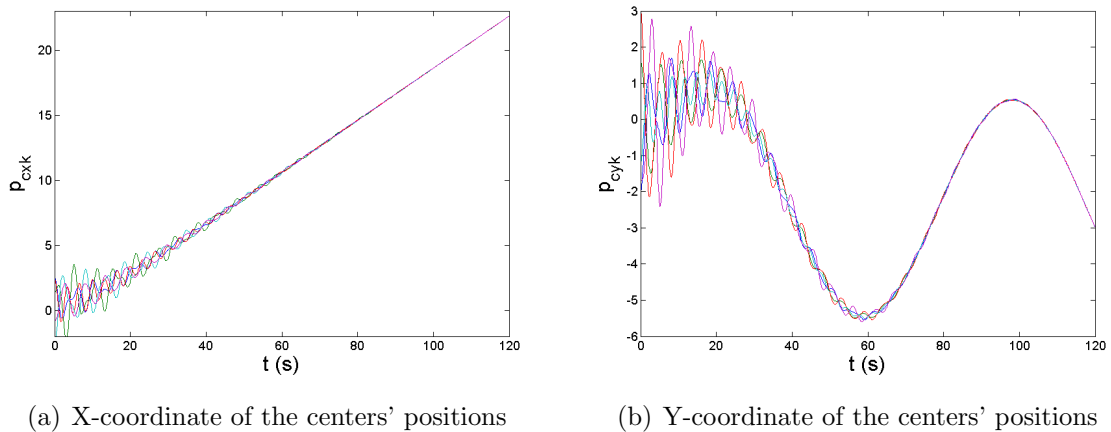 20
15
10
5
0
p_cxk
0 20 40 60 80 100 120
t (s)
3
2
1
0
-1
-2
-3
-4
-5
-6
p_cyk
0 20 40 60 80 100 120
t (s)
(a) X-coordinate of the centers' positions
(b) Y-coordinate of the centers' positions